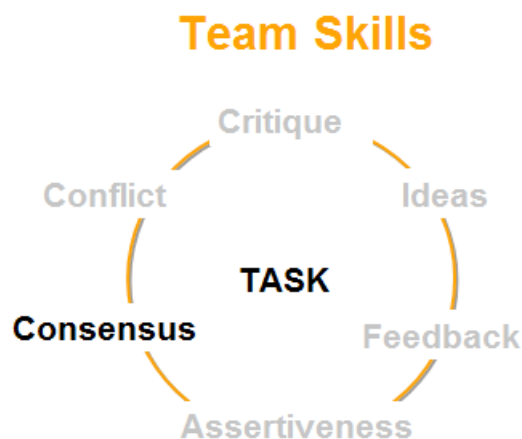 Team Skills
Critique
Conflict
Ideas
TASK
Consensus
Feedback
Assertiveness